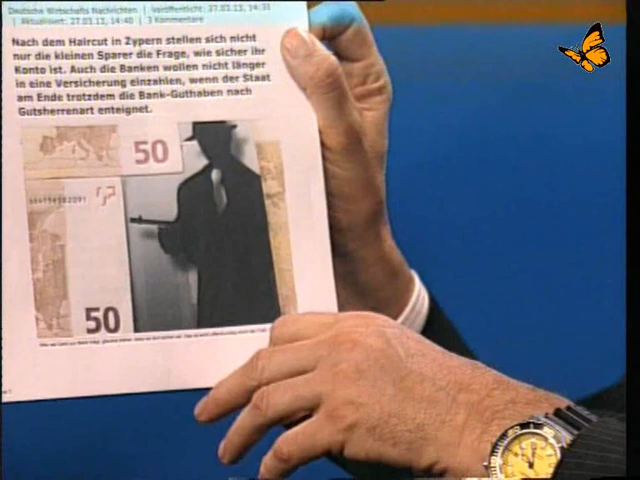 Deutsche Wirtschafts Nachrichten | Veröffentlicht: 27.03.13, 14:31
| Aktualisiert: 27.03.13, 14:40 | 3 Kommentare
Nach dem Haircut in Zypern stellen sich nicht
nur die kleinen Sparer die Frage, wie sicher ihr
Konto ist. Auch die Banken wollen nicht länger
in eine Versicherung einzahlen, wenn der Staat
am Ende trotzdem die Bank-Guthaben nach
Gutsherrenart enteignet.
50
50